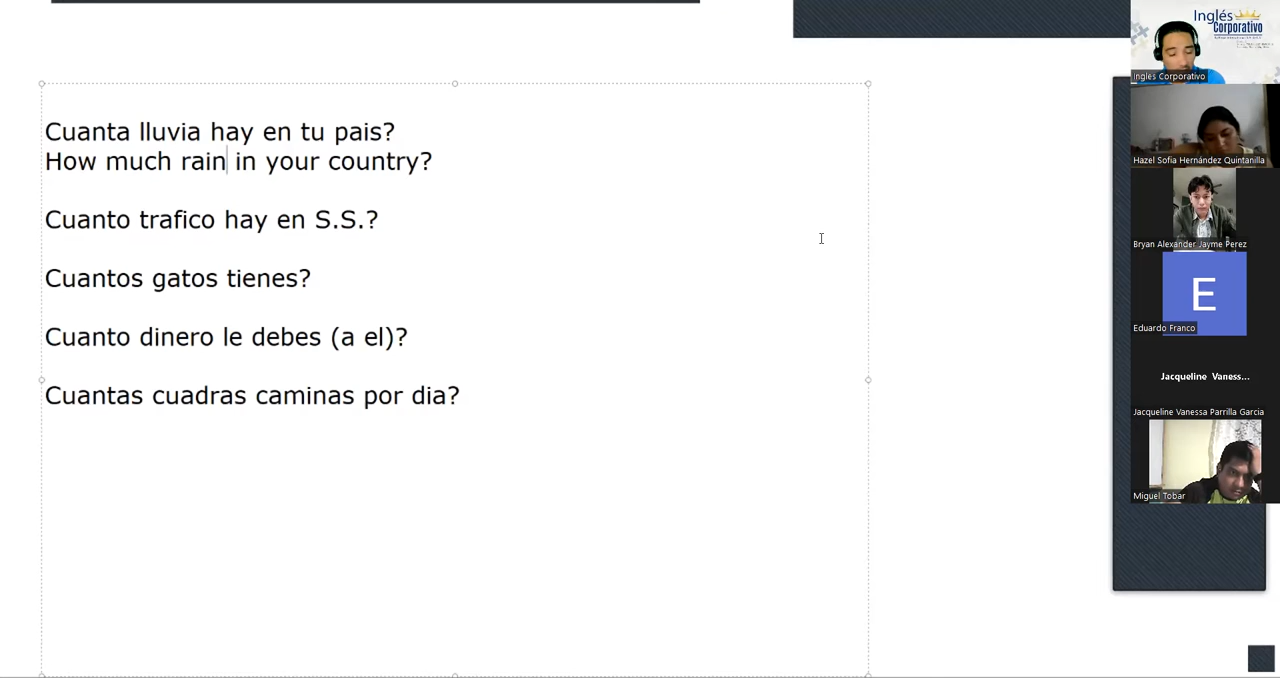 Cuanta lluvia hay en tu pais?
How much rain in your country?
Cuanto trafico hay en S.S.?
Cuantos gatos tienes?
Cuanto dinero le debes (a el)?
Cuantas cuadras caminas por dia?
Inglés
Corporativo
Inglés Corporativo
Hazel Sofia Hernández Quintanilla
Bryan Alexander Jayme Perez
E
Eduardo Franco
Jacqueline Vaness...
Jacqueline Vanessa Parrilla Garcia
Miguel Tobar